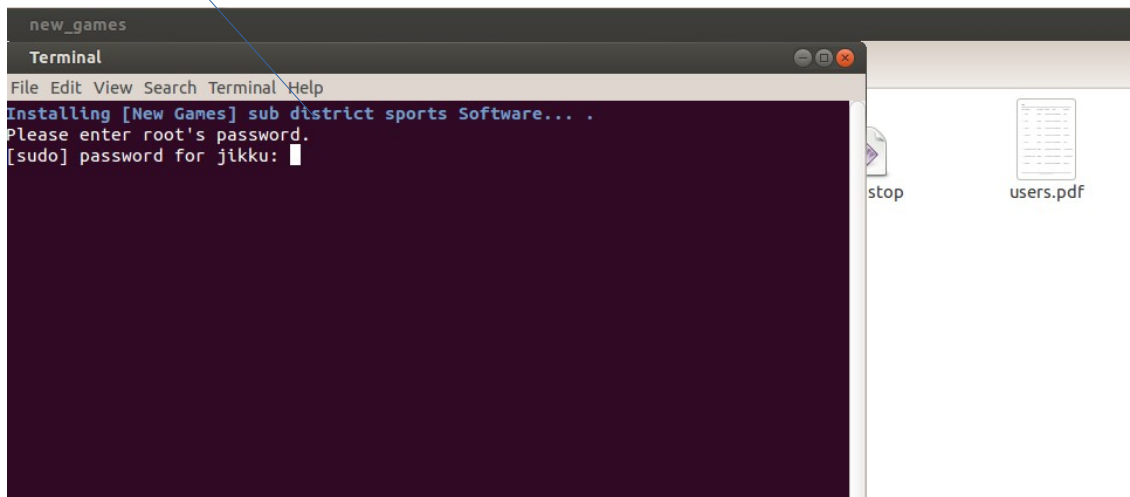 new_games
Terminal
File Edit View Search Terminal Help
Installing [New Games] sub district sports Software... .
Please enter root's password.
[sudo] password for jikku:
stop
users.pdf